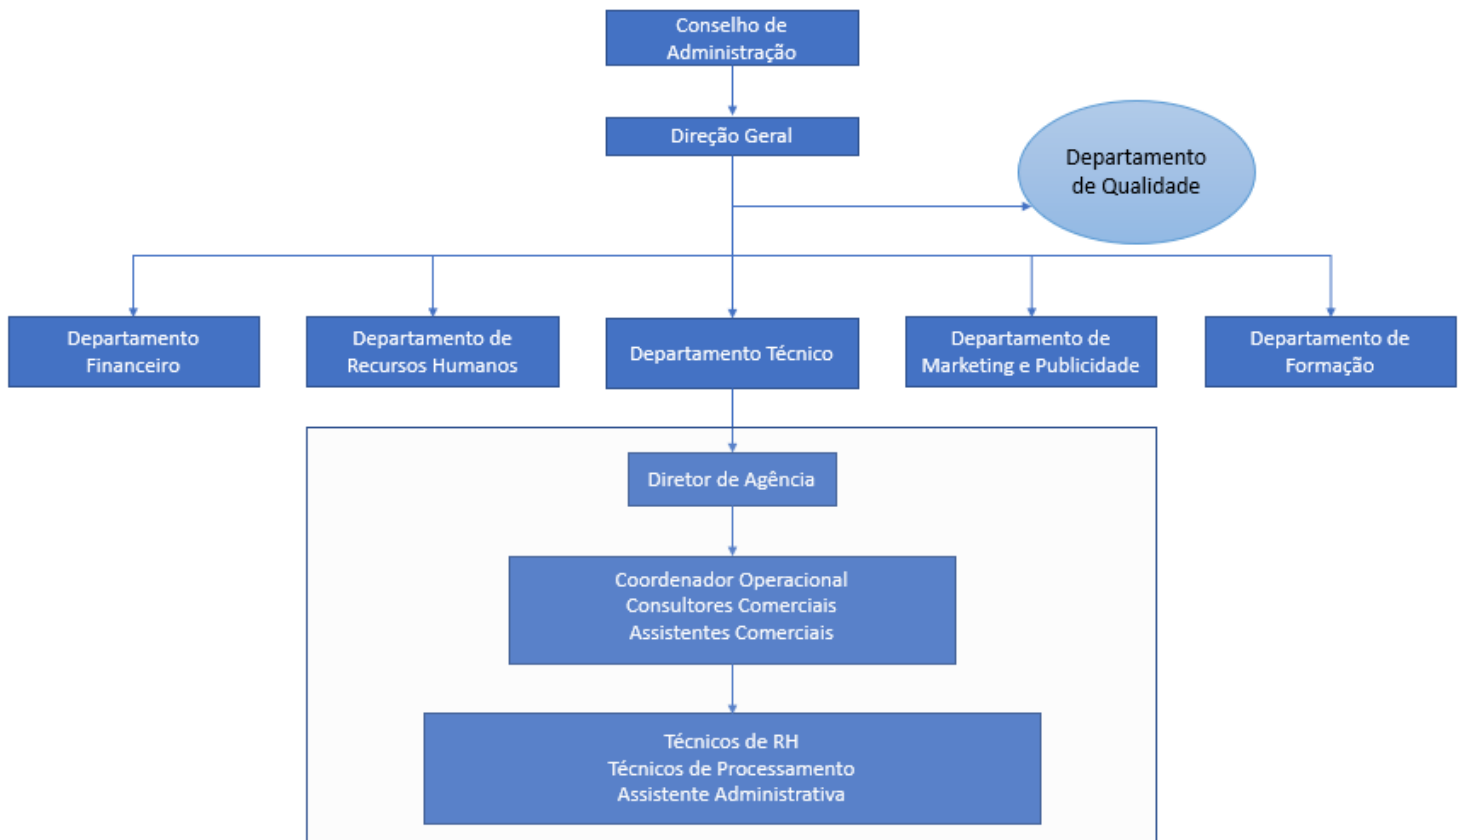 Conselho de
Administração
Direção Geral
Departamento
de Qualidade
Departamento
Financeiro
Departamento de
Recursos Humanos
Departamento Técnico
Departamento de
Marketing e Publicidade
Departamento de
Formação
Diretor de Agência
Coordenador Operacional
Consultores Comerciais
Assistentes Comerciais
Técnicos de RH
Técnicos de Processamento
Assistente Administrativa